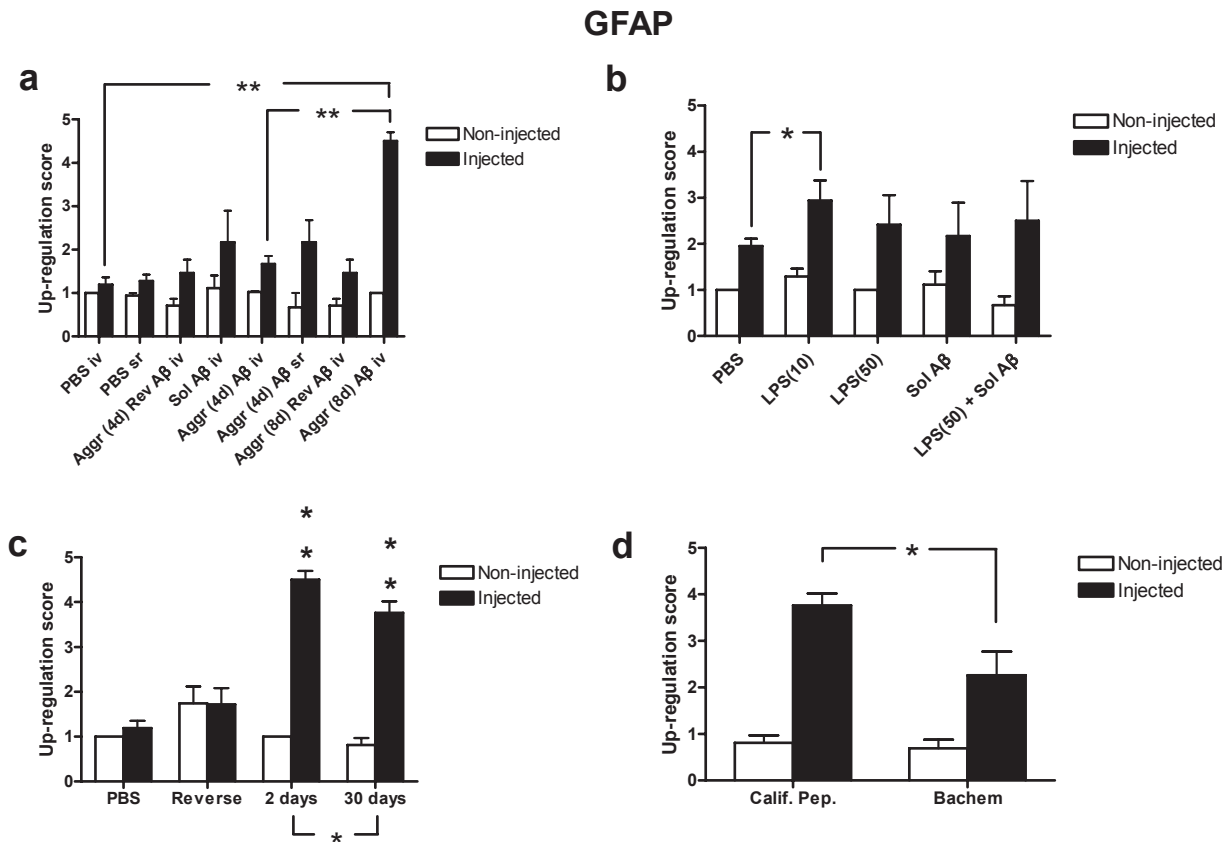 GFAP
a
**
**
Up-regulation score
5
4
3
2
1
0
Non-injected
Injected
PBS iv
PBS sr
Aggr (4d) Rev Aβ iv
Sol Aβ iv
Aggr (4d) Aβ iv
Aggr (4d) Aβ sr
Aggr (8d) Rev Aβ iv
Aggr (8d) Aβ iv
b
*
Up-regulation score
5
4
3
2
1
0
Non-injected
Injected
PBS
LPS(10)
LPS(50)
Sol Aβ
LPS(50) + Sol Aβ
c
*
*
*
*
Up-regulation score
5
4
3
2
1
0
Non-injected
Injected
PBS Reverse 2 days 30 days
*
d
*
Up-regulation score
5
4
3
2
1
0
Non-injected
Injected
Calif. Pep. Bachem